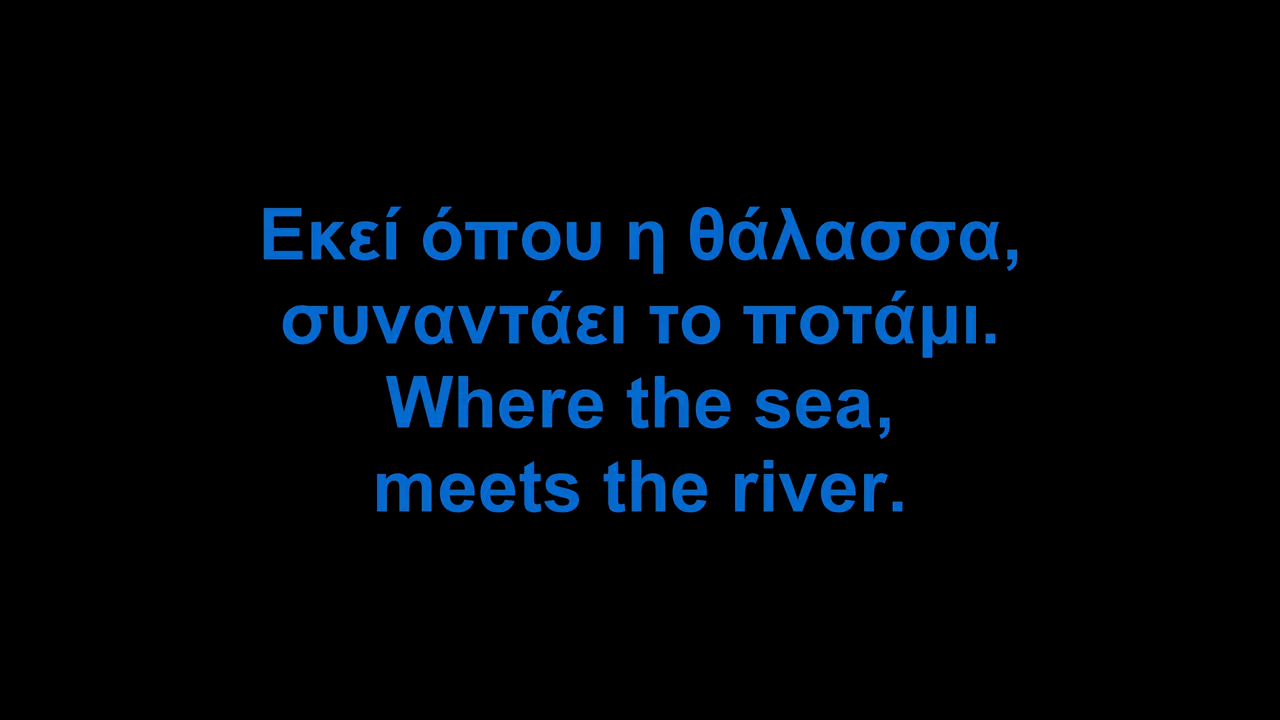 Εκεί όπου η θάλασσα,
συναντάει το ποτάμι.
Where the sea,
meets the river.